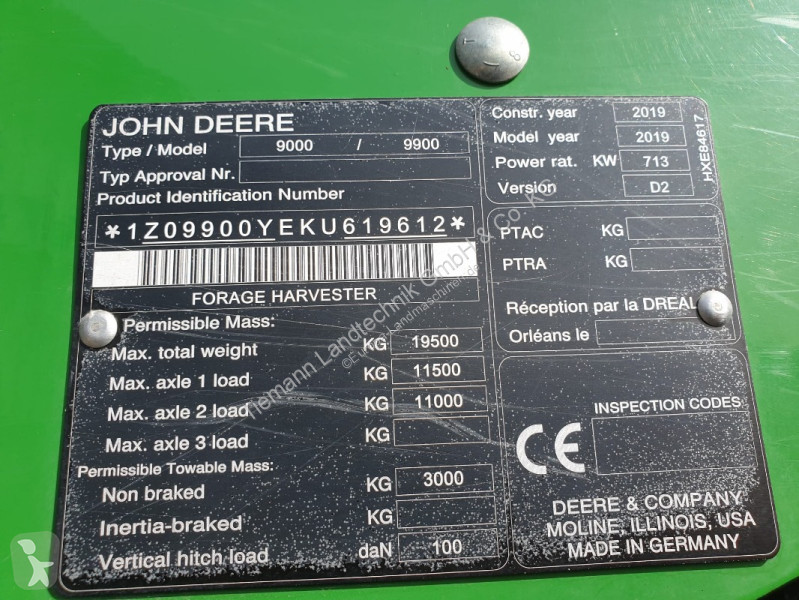 JOHN DEERE
Type / Model 9000 / 9900
Typ Approval Nr.
Product Identification Number
*1Z09900YEKU619612*
FORAGE HARVESTER
Permissible Mass:
Max. total weight KG 19500
Max. axle 1 load KG 11500
Max. axle 2 load KG 11000
Max. axle 3 load KG
Permissible Towable Mass:
Non braked KG 3000
Inertia-braked KG
Vertical hitch load daN 100
Constr. year 2019
Model year 2019
Power rat. KW 713
Version D2
HXE84617
PTAC KG
PTRA KG
Réception par la DREAL
Orléans le
CE
INSPECTION CODES
DEERE & COMPANY
MOLINE, ILLINOIS, USA
MADE IN GERMANY